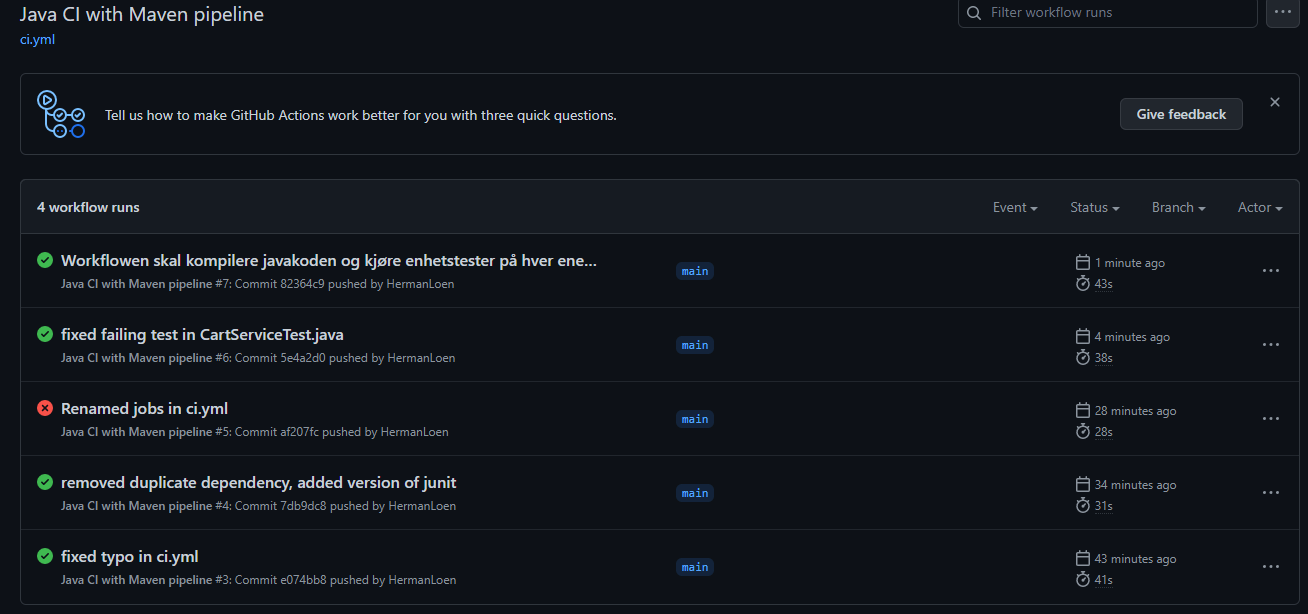 Java CI with Maven pipeline
Filter workflow runs
ci.yml
Tell us how to make GitHub Actions work better for you with three quick questions.
Give feedback
4 workflow runs
Event
Status
Branch
Actor
Workflowen skal kompilere javakoden og kjøre enhetstester på hver ene...
Java CI with Maven pipeline #7: Commit 82364c9 pushed by HermanLoen
main
1 minute ago
43s
fixed failing test in CartServiceTest.java
Java CI with Maven pipeline #6: Commit 5e4a2d0 pushed by HermanLoen
main
4 minutes ago
38s
Renamed jobs in ci.yml
Java CI with Maven pipeline #5: Commit af207fc pushed by HermanLoen
main
28 minutes ago
28s
removed duplicate dependency, added version of junit
Java CI with Maven pipeline #4: Commit 7db9dc8 pushed by HermanLoen
main
34 minutes ago
31s
fixed typo in ci.yml
Java CI with Maven pipeline #3: Commit e074bb8 pushed by HermanLoen
main
43 minutes ago
41s